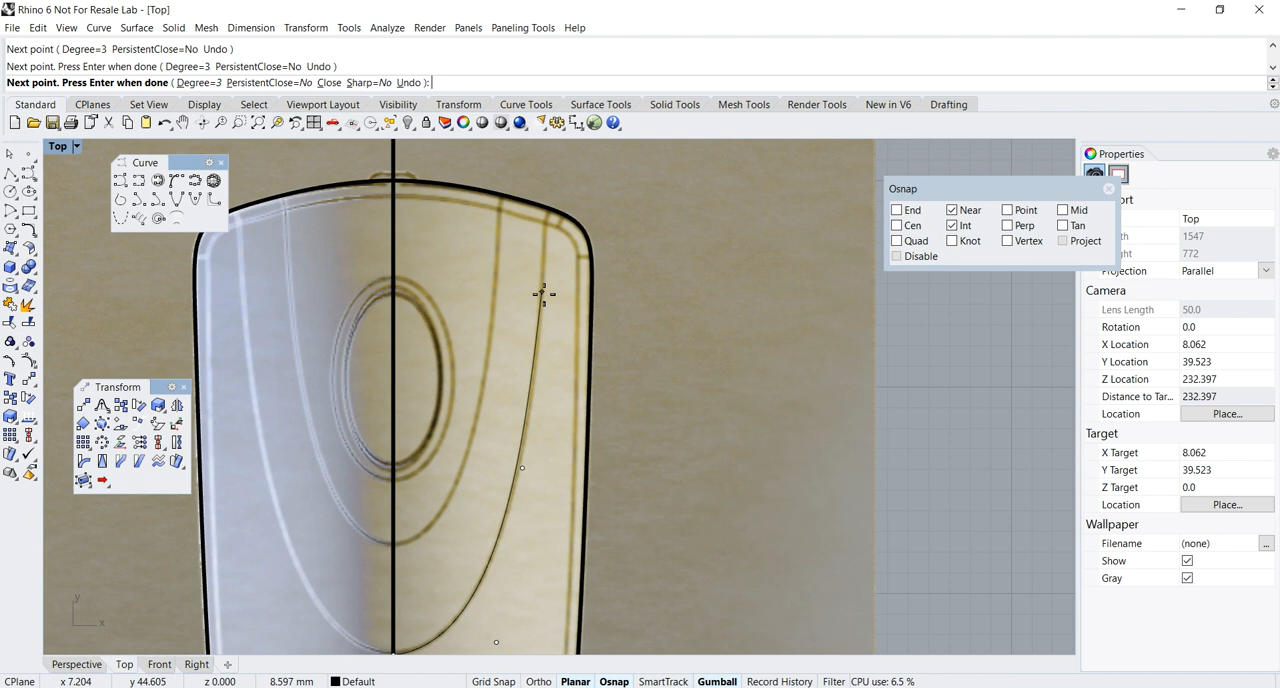 Rhino 6 Not For Resale Lab - [Top]
File Edit View Curve Surface Solid Mesh Dimension Transform Tools Analyze Render Panels Paneling Tools Help
Next point ( Degree=3 PersistentClose=No Undo )
Next point. Press Enter when done ( Degree=3 PersistentClose=No Undo )
Next point. Press Enter when done ( Degree=3 PersistentClose=No Close Sharp=No Undo ):
Standard CPlanes Set View Display Select Viewport Layout Visibility Transform Curve Tools Surface Tools Solid Tools Mesh Tools Render Tools New in V6 Drafting
Top
Curve
Transform
Osnap
End Near Point Mid
Cen Int Perp Tan
Quad Knot Vertex Project
Disable
Properties
ort
Top
th 1547
ght 772
Projection Parallel
Camera
Lens Length 50.0
Rotation 0.0
X Location 8.062
Y Location 39.523
Z Location 232.397
Distance to Tar... 232.397
Location Place...
Target
X Target 8.062
Y Target 39.523
Z Target 0.0
Location Place...
Wallpaper
Filename (none) ...
Show
Gray
y
x
Perspective Top Front Right
CPlane x 7.204 y 44.605 z 0.000 8.597 mm Default Grid Snap Ortho Planar Osnap SmartTrack Gumball Record History Filter CPU use: 6.5 %